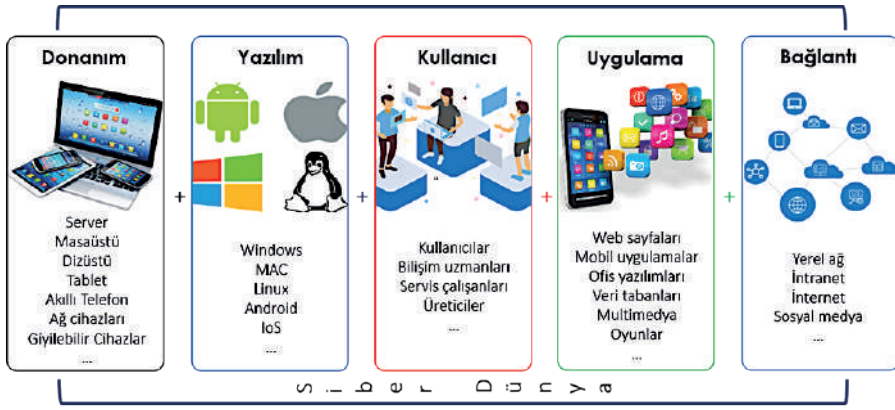 Donanım
Server
Masaüstü
Dizüstü
Tablet
Akıllı Telefon
Ağ cihazları
Giyilebilir Cihazlar
...
+
Yazılım
Windows
MAC
Linux
Android
IoS
...
+
Kullanıcı
Kullanıcılar
Bilişim uzmanları
Servis çalışanları
Üreticiler
...
+
Uygulama
Web sayfaları
Mobil uygulamalar
Ofis yazılımları
Veri tabanları
Multimedya
Oyunlar
...
+
Bağlantı
Yerel ağ
İntranet
İnternet
Sosyal medya
...
Siber Dünya